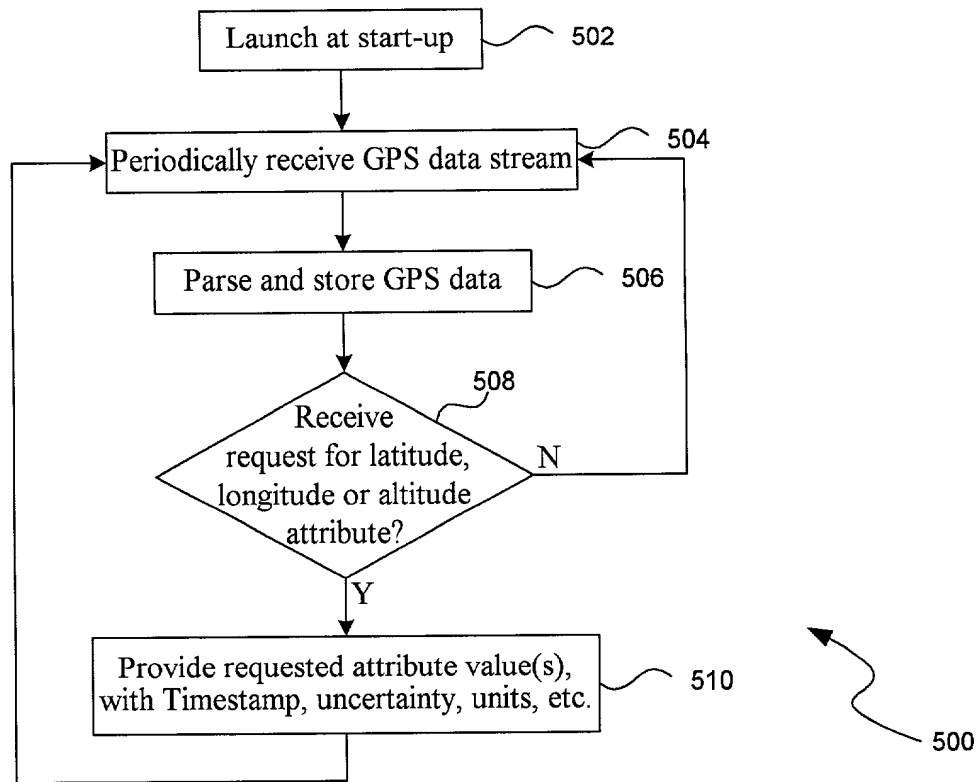 Launch at start-up
502
504
Periodically receive GPS data stream
Parse and store GPS data
506
508
Receive
request for latitude,
longitude or altitude
attribute?
N
Y
Provide requested attribute value(s),
with Timestamp, uncertainty, units, etc.
510
500